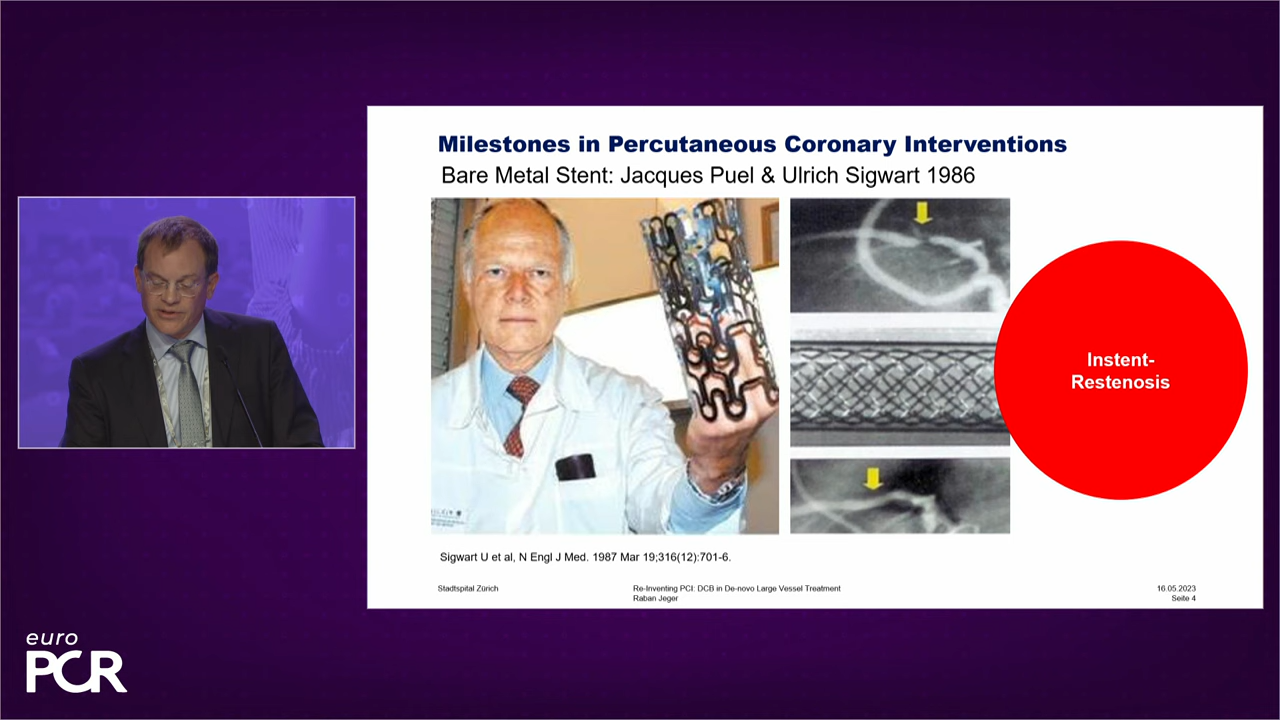 Milestones in Percutaneous Coronary Interventions
Bare Metal Stent: Jacques Puel & Ulrich Sigwart 1986
Instent-
Restenosis
Sigwart U et al, N Engl J Med. 1987 Mar 19;316(12):701-6.
Stadtspital Zürich
Re-Inventing PCI: DCB in De-novo Large Vessel Treatment
Raban Jeger
16.05.2023
Seite 4
euro
PCR